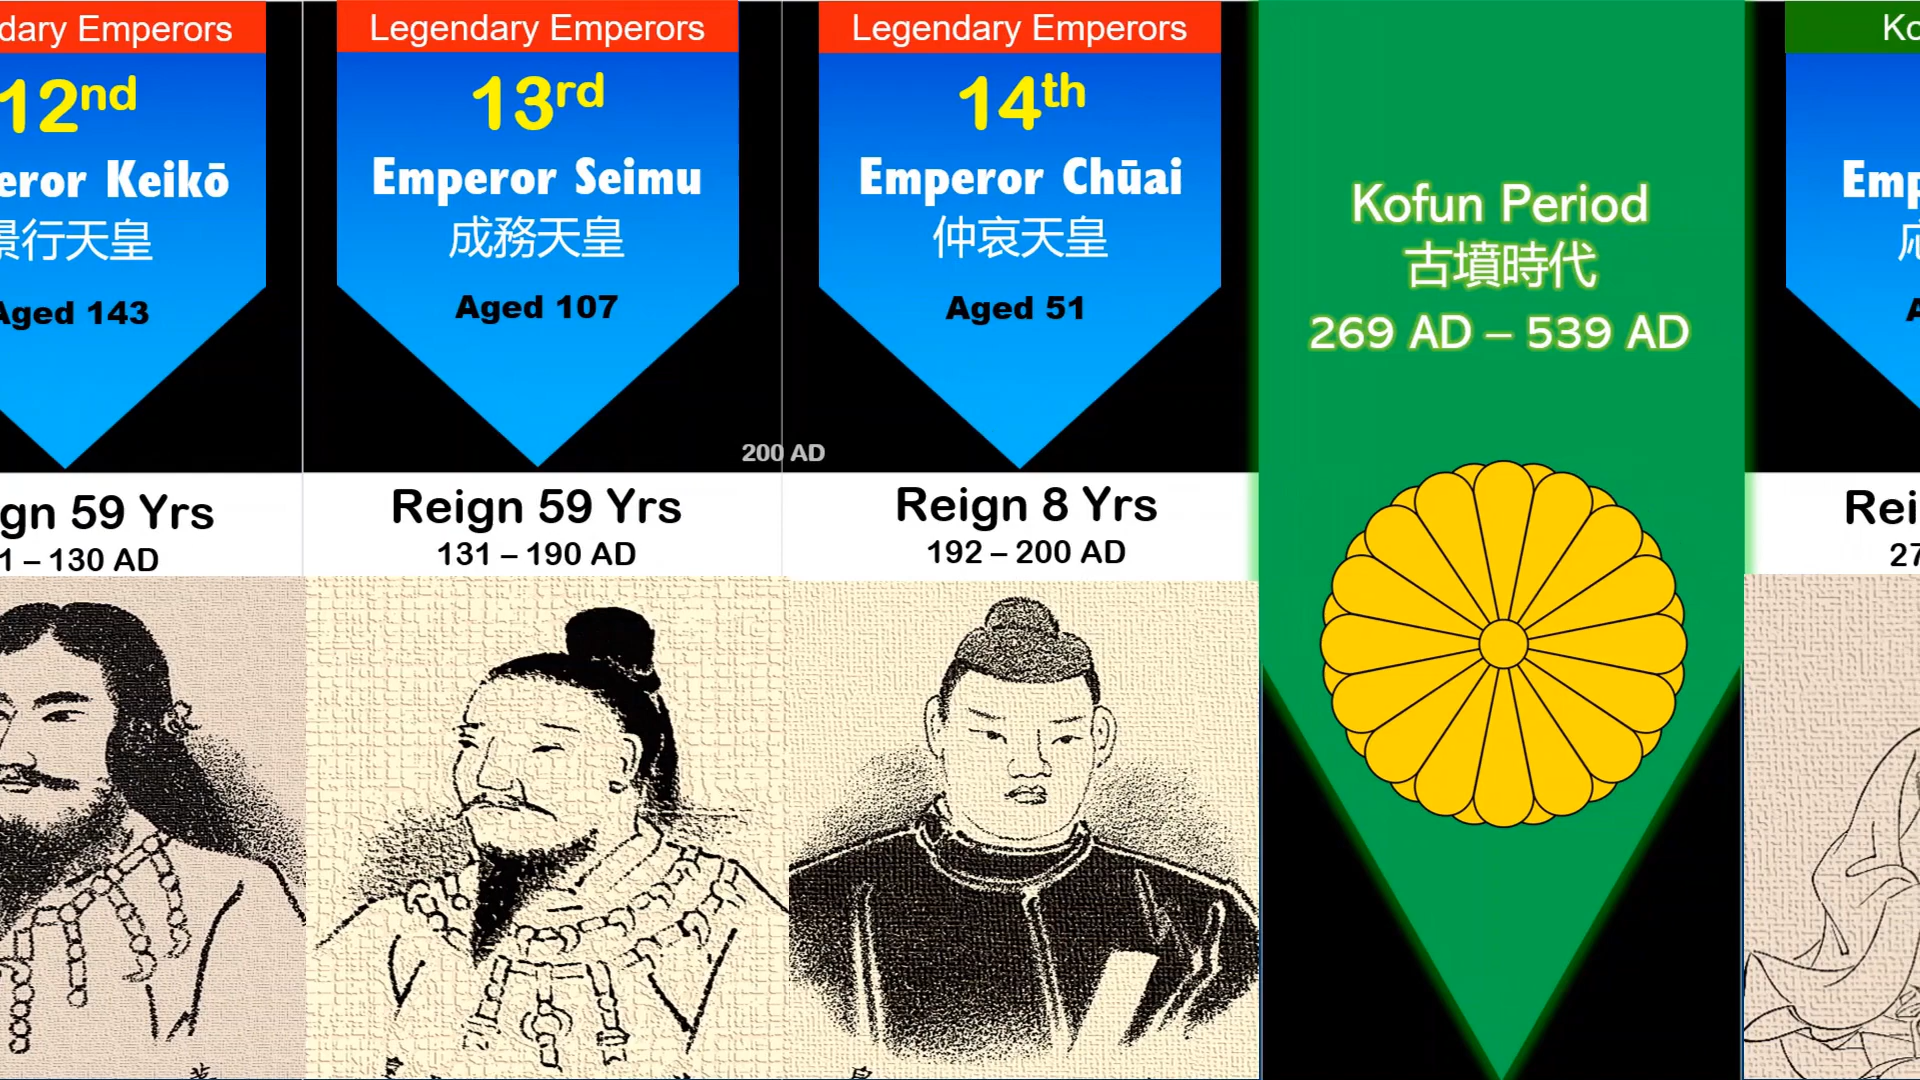 dary Emperors
12nd
eror Keikō
景行天皇
Aged 143
gn 59 Yrs
1 – 130 AD
Legendary Emperors
13rd
Emperor Seimu
成務天皇
Aged 107
200 AD
Reign 59 Yrs
131 – 190 AD
Legendary Emperors
14th
Emperor Chūai
仲哀天皇
Aged 51
Reign 8 Yrs
192 – 200 AD
Kofun Period
古墳時代
269 AD – 539 AD
Ko
Emp
応
A
Rei
27